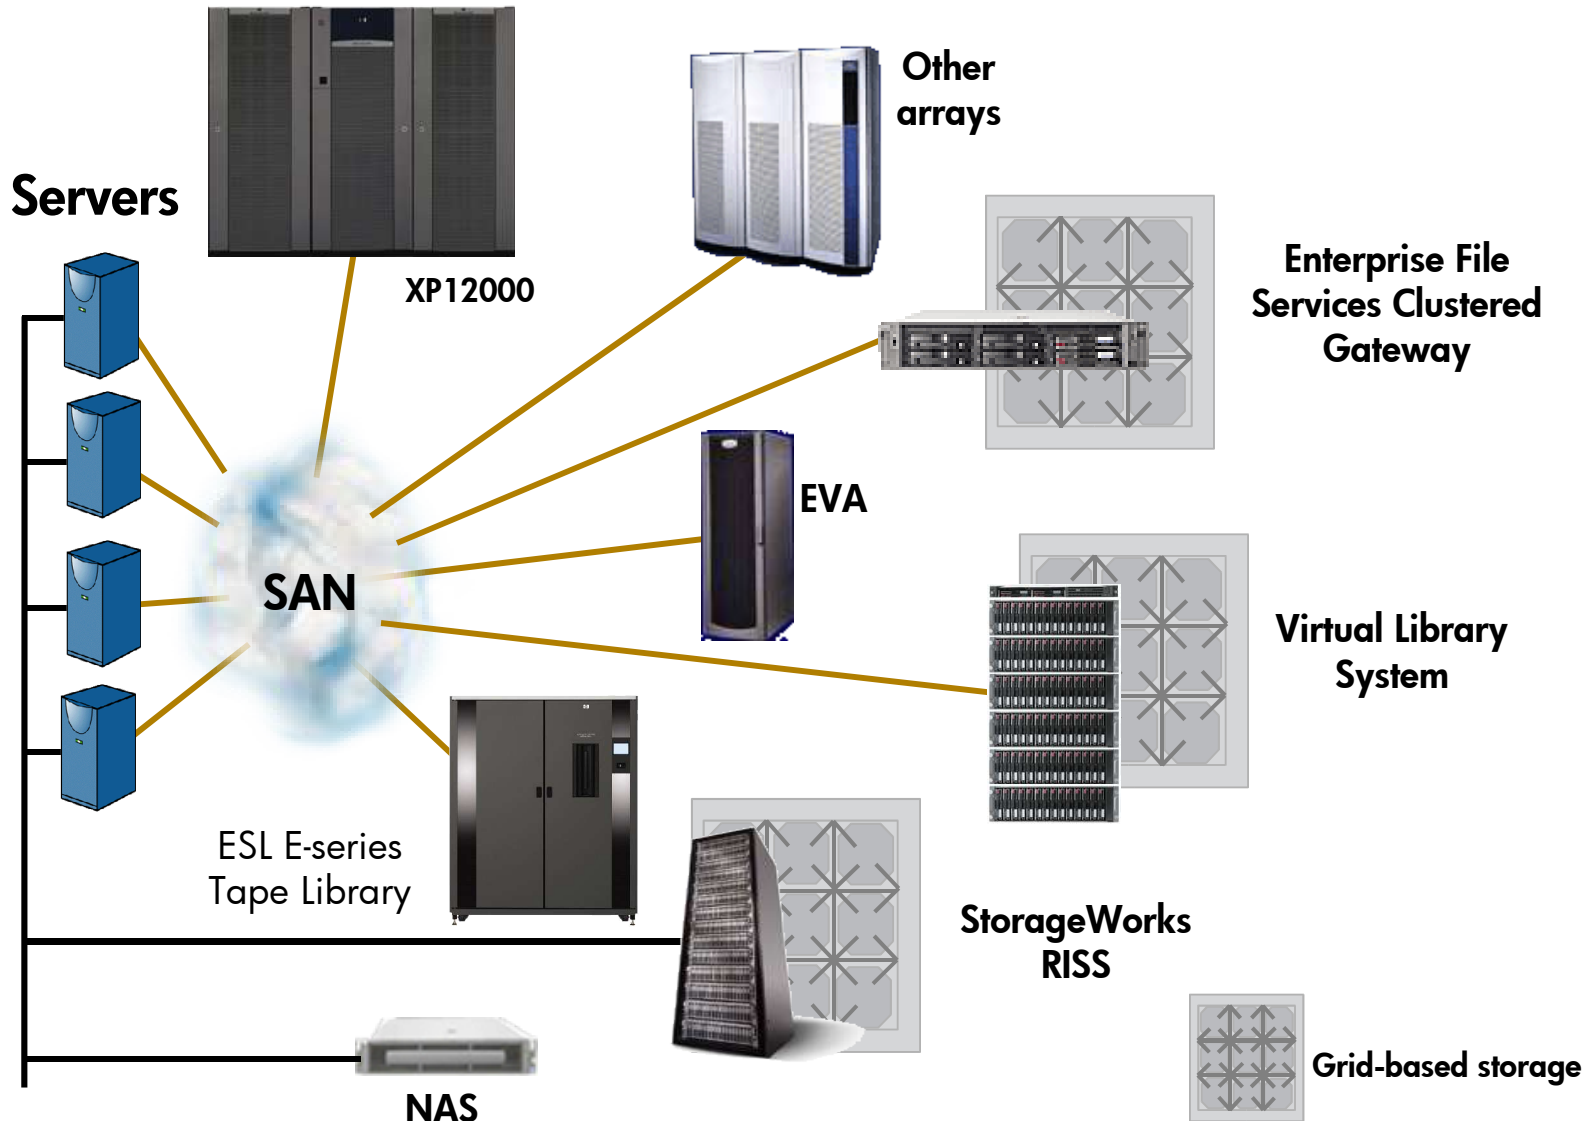 Other
arrays
Servers
XP12000
Enterprise File
Services Clustered
Gateway
EVA
SAN
Virtual Library
System
ESL E-series
Tape Library
StorageWorks
RISS
Grid-based storage
NAS